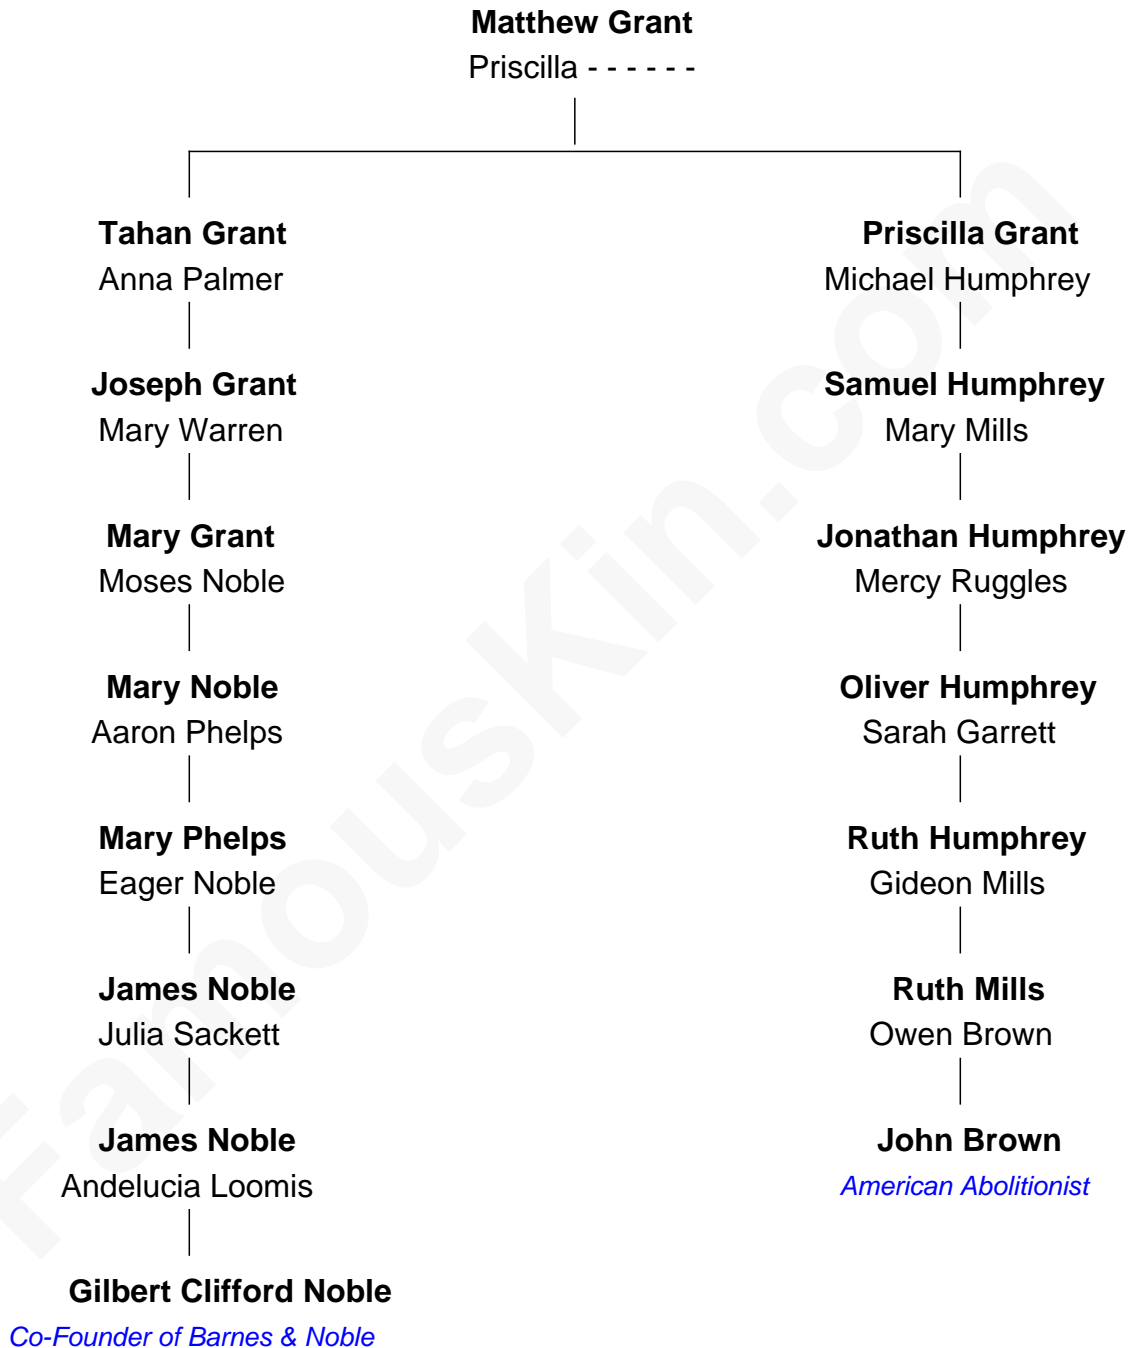 Matthew Grant
Priscilla - - - - - -
Tahan Grant
Anna Palmer
Priscilla Grant
Michael Humphrey
Joseph Grant
Mary Warren
Samuel Humphrey
Mary Mills
Mary Grant
Moses Noble
Jonathan Humphrey
Mercy Ruggles
Mary Noble
Aaron Phelps
Oliver Humphrey
Sarah Garrett
Mary Phelps
Eager Noble
Ruth Humphrey
Gideon Mills
James Noble
Julia Sackett
Ruth Mills
Owen Brown
James Noble
Andelucia Loomis
John Brown
American Abolitionist
Gilbert Clifford Noble
Co-Founder of Barnes & Noble
FamousKin.com